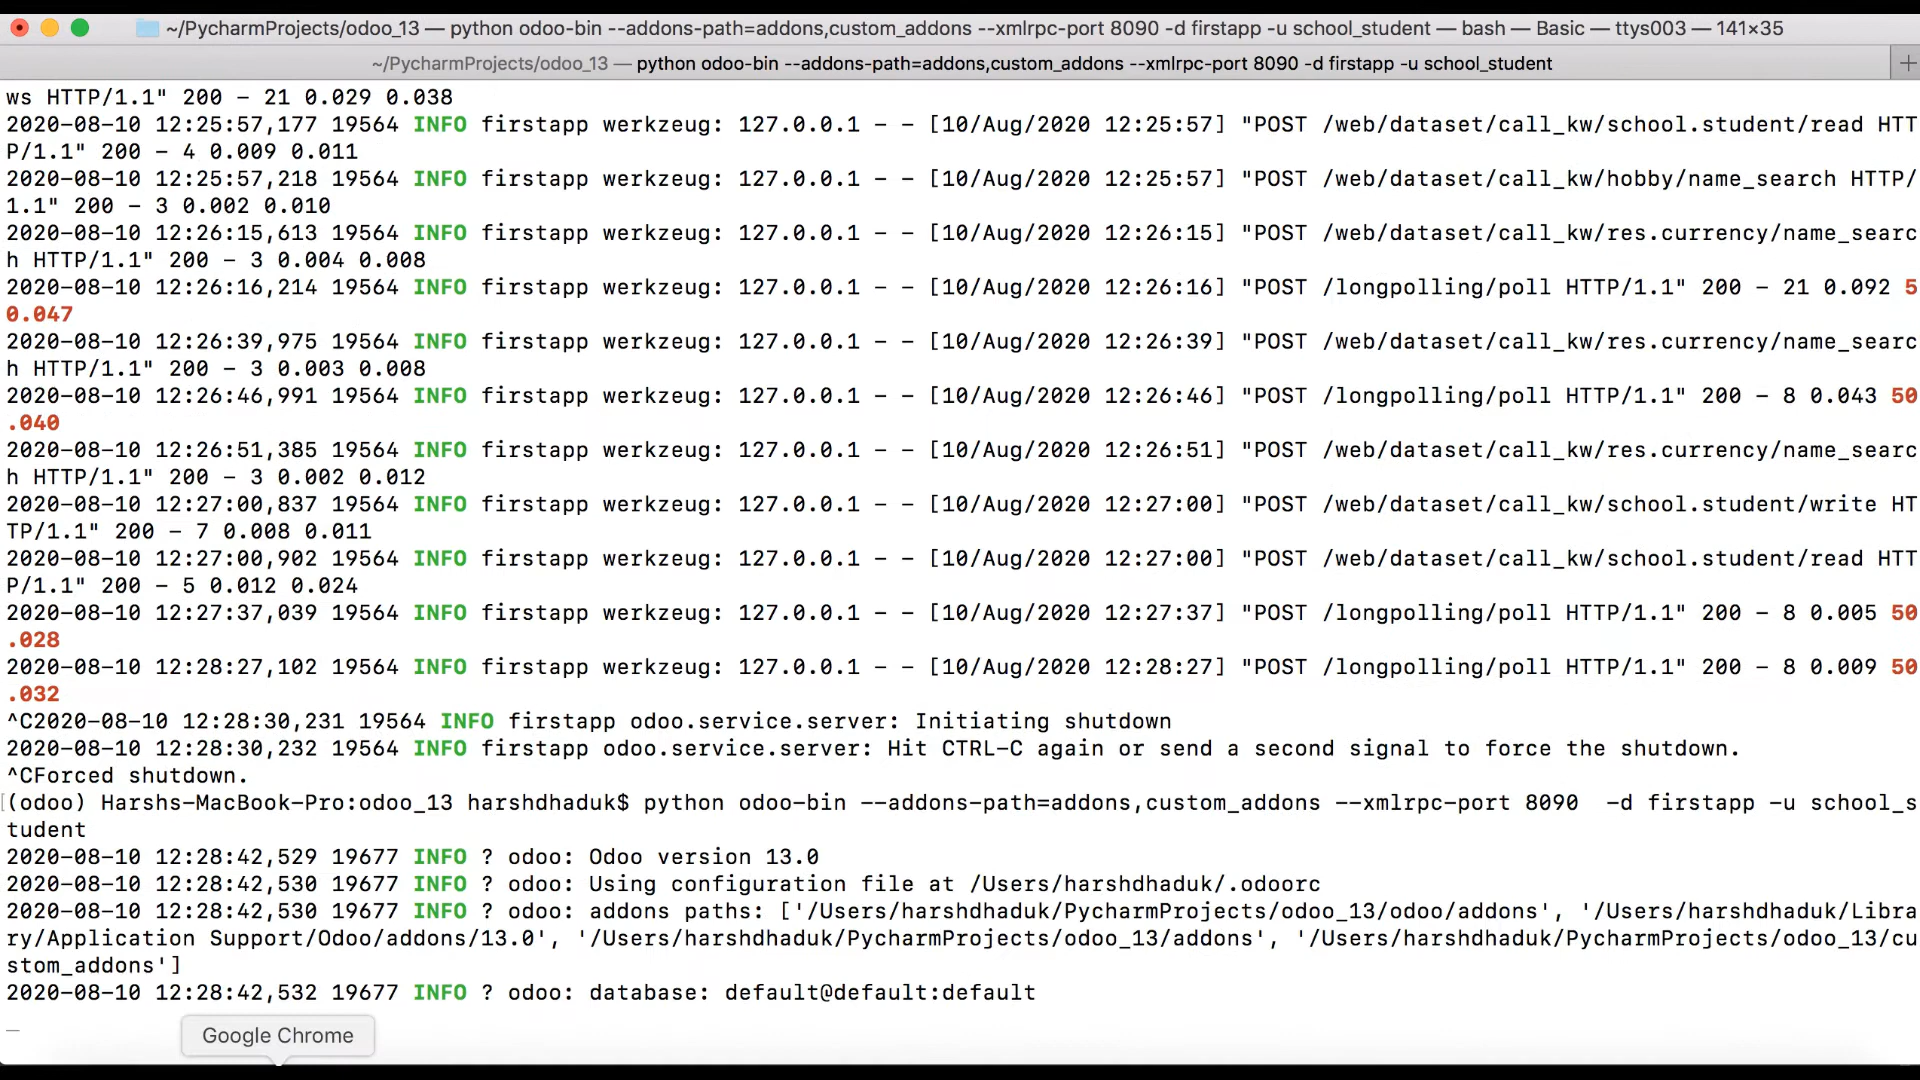 ~/PycharmProjects/odoo_13 — python odoo-bin --addons-path=addons,custom_addons --xmlrpc-port 8090 -d firstapp -u school_student — bash — Basic — ttys003 — 141×35
~/PycharmProjects/odoo_13 — python odoo-bin --addons-path=addons,custom_addons --xmlrpc-port 8090 -d firstapp -u school_student
ws HTTP/1.1" 200 - 21 0.029 0.038
2020-08-10 12:25:57,177 19564 INFO firstapp werkzeug: 127.0.0.1 - - [10/Aug/2020 12:25:57] "POST /web/dataset/call_kw/school.student/read HTT
P/1.1" 200 - 4 0.009 0.011
2020-08-10 12:25:57,218 19564 INFO firstapp werkzeug: 127.0.0.1 - - [10/Aug/2020 12:25:57] "POST /web/dataset/call_kw/hobby/name_search HTTP/
1.1" 200 - 3 0.002 0.010
2020-08-10 12:26:15,613 19564 INFO firstapp werkzeug: 127.0.0.1 - - [10/Aug/2020 12:26:15] "POST /web/dataset/call_kw/res.currency/name_searc
h HTTP/1.1" 200 - 3 0.004 0.008
2020-08-10 12:26:16,214 19564 INFO firstapp werkzeug: 127.0.0.1 - - [10/Aug/2020 12:26:16] "POST /longpolling/poll HTTP/1.1" 200 - 21 0.092 5
0.047
2020-08-10 12:26:39,975 19564 INFO firstapp werkzeug: 127.0.0.1 - - [10/Aug/2020 12:26:39] "POST /web/dataset/call_kw/res.currency/name_searc
h HTTP/1.1" 200 - 3 0.003 0.008
2020-08-10 12:26:46,991 19564 INFO firstapp werkzeug: 127.0.0.1 - - [10/Aug/2020 12:26:46] "POST /longpolling/poll HTTP/1.1" 200 - 8 0.043 50
.040
2020-08-10 12:26:51,385 19564 INFO firstapp werkzeug: 127.0.0.1 - - [10/Aug/2020 12:26:51] "POST /web/dataset/call_kw/res.currency/name_searc
h HTTP/1.1" 200 - 3 0.002 0.012
2020-08-10 12:27:00,837 19564 INFO firstapp werkzeug: 127.0.0.1 - - [10/Aug/2020 12:27:00] "POST /web/dataset/call_kw/school.student/write HT
TP/1.1" 200 - 7 0.008 0.011
2020-08-10 12:27:00,902 19564 INFO firstapp werkzeug: 127.0.0.1 - - [10/Aug/2020 12:27:00] "POST /web/dataset/call_kw/school.student/read HTT
P/1.1" 200 - 5 0.012 0.024
2020-08-10 12:27:37,039 19564 INFO firstapp werkzeug: 127.0.0.1 - - [10/Aug/2020 12:27:37] "POST /longpolling/poll HTTP/1.1" 200 - 8 0.005 50
.028
2020-08-10 12:28:27,102 19564 INFO firstapp werkzeug: 127.0.0.1 - - [10/Aug/2020 12:28:27] "POST /longpolling/poll HTTP/1.1" 200 - 8 0.009 50
.032
^C2020-08-10 12:28:30,231 19564 INFO firstapp odoo.service.server: Initiating shutdown
2020-08-10 12:28:30,232 19564 INFO firstapp odoo.service.server: Hit CTRL-C again or send a second signal to force the shutdown.
^CForced shutdown.
(odoo) Harshs-MacBook-Pro:odoo_13 harshdhaduk$ python odoo-bin --addons-path=addons,custom_addons --xmlrpc-port 8090  -d firstapp -u school_s
tudent
2020-08-10 12:28:42,529 19677 INFO ? odoo: Odoo version 13.0
2020-08-10 12:28:42,530 19677 INFO ? odoo: Using configuration file at /Users/harshdhaduk/.odoorc
2020-08-10 12:28:42,530 19677 INFO ? odoo: addons paths: ['/Users/harshdhaduk/PycharmProjects/odoo_13/odoo/addons', '/Users/harshdhaduk/Libra
ry/Application Support/Odoo/addons/13.0', '/Users/harshdhaduk/PycharmProjects/odoo_13/addons', '/Users/harshdhaduk/PycharmProjects/odoo_13/cu
stom_addons']
2020-08-10 12:28:42,532 19677 INFO ? odoo: database: default@default:default
Google Chrome